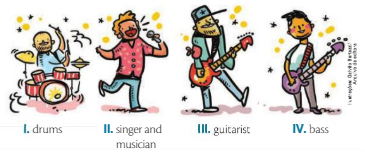 I. drums
II. singer and
musician
III. guitarist
IV. bass